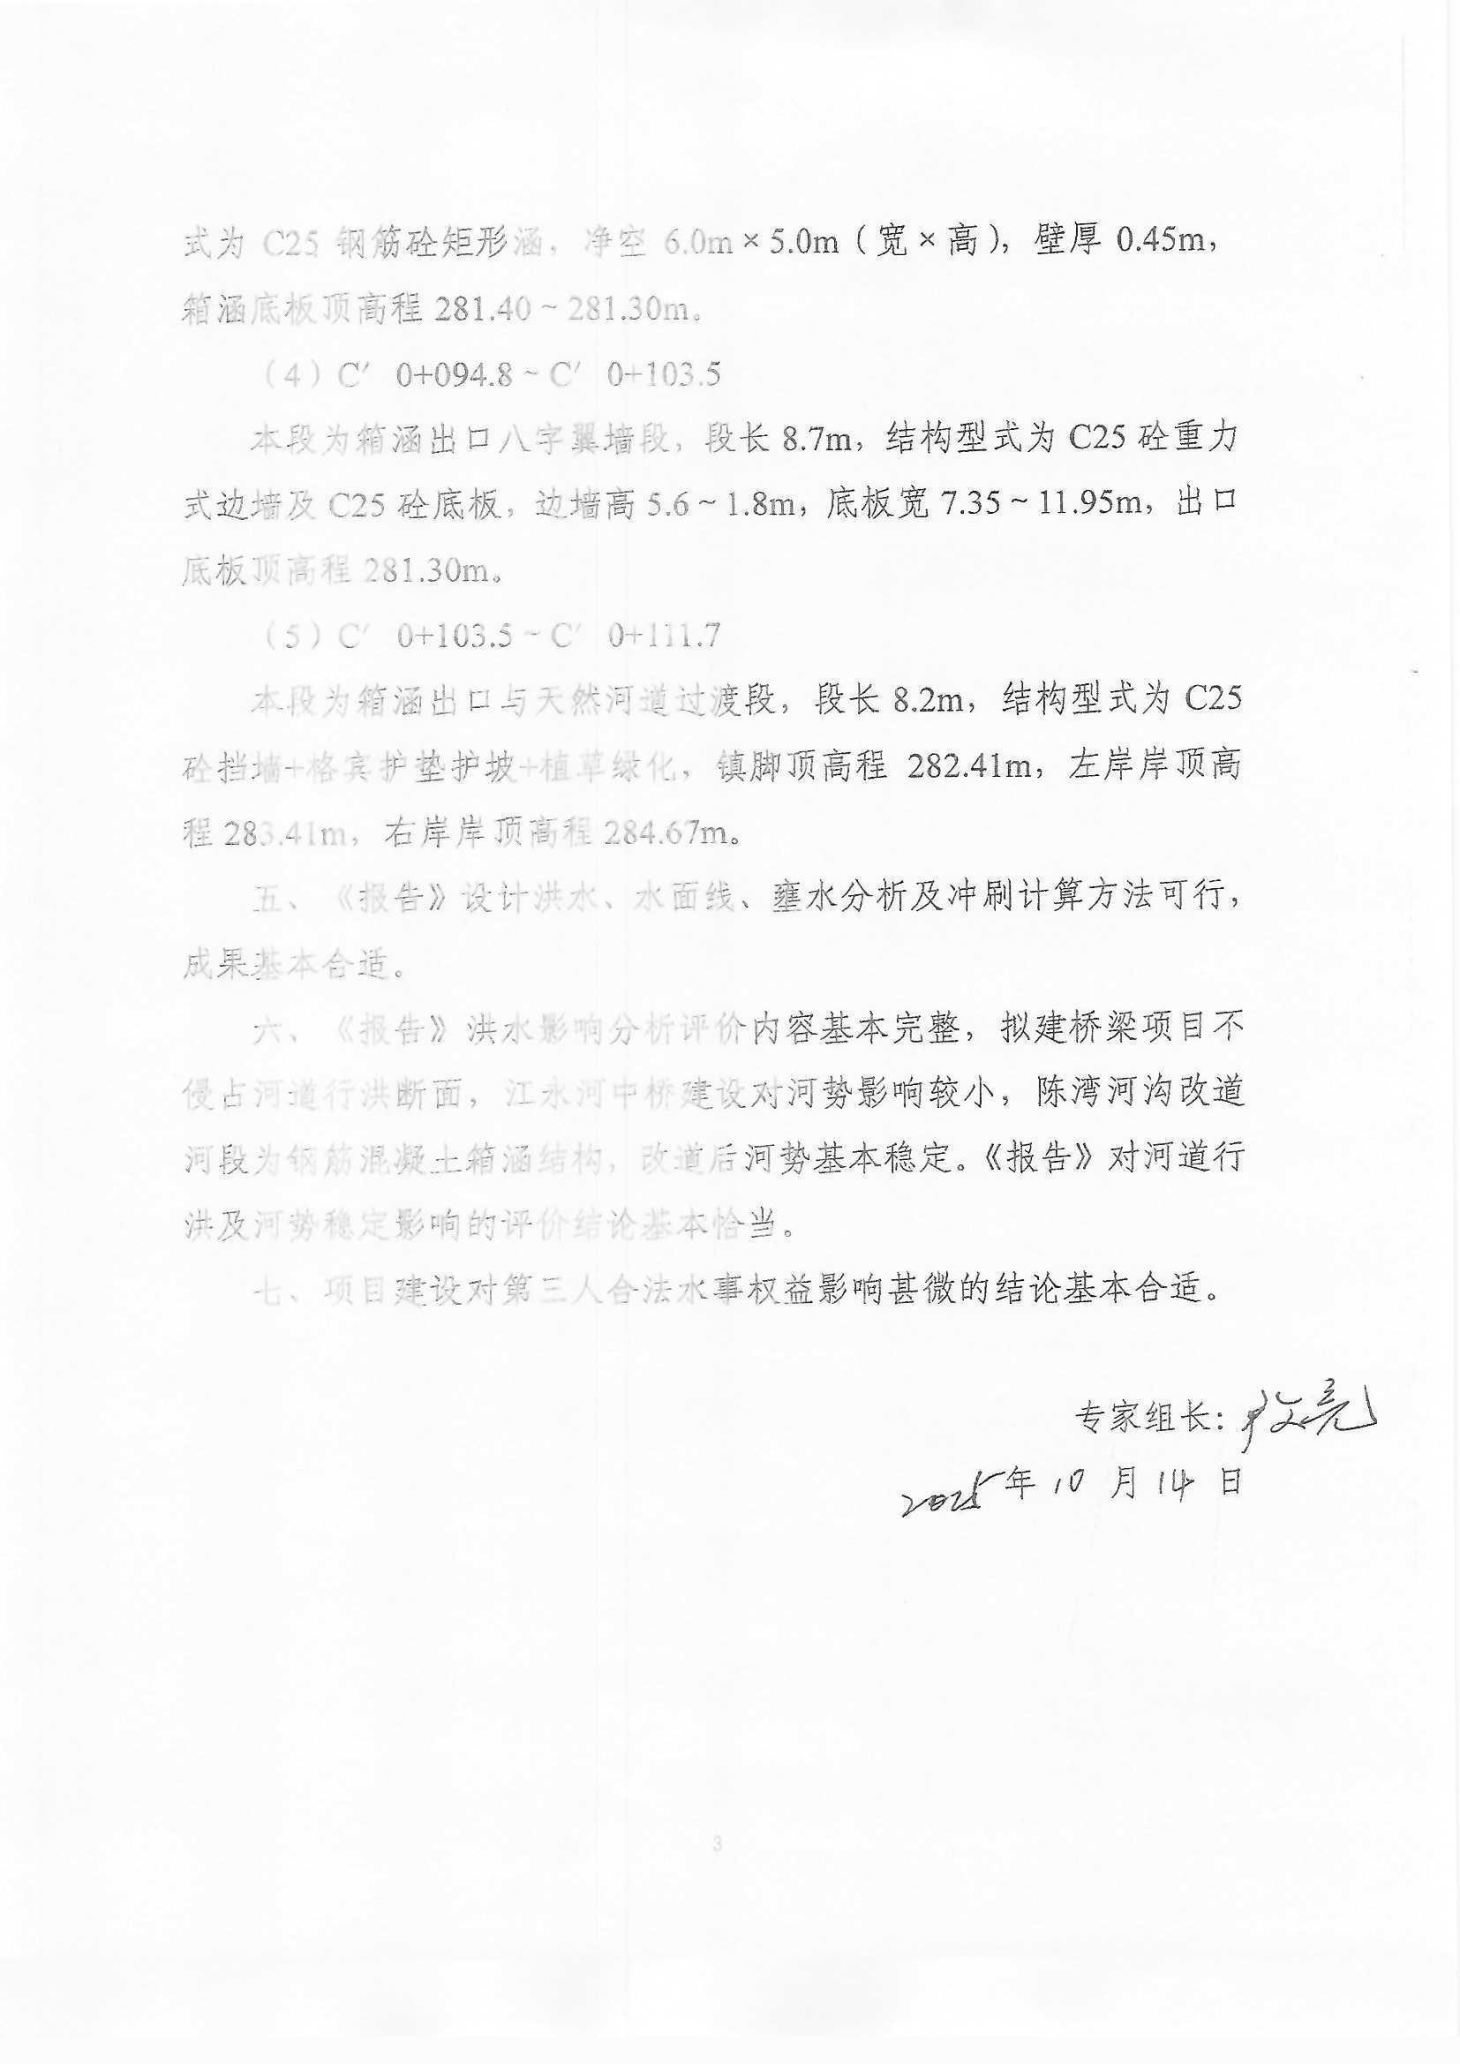 式为 C25 钢筋砼矩形涵，净空 6.0m×5.0m（宽×高），壁厚 0.45m，
箱涵底板顶高程 281.40～281.30m。
（4）C′ 0+094.8～C′ 0+103.5
本段为箱涵出口八字翼墙段，段长 8.7m，结构型式为 C25 砼重力
式边墙及 C25 砼底板，边墙高 5.6～1.8m，底板宽 7.35～11.95m，出口
底板顶高程 281.30m。
（5）C′ 0+103.5～C′ 0+111.7
本段为箱涵出口与天然河道过渡段，段长 8.2m，结构型式为 C25
砼挡墙+格宾护垫护坡+植草绿化，镇脚顶高程 282.41m，左岸岸顶高
程 283.41m，右岸岸顶高程 284.67m。
五、《报告》设计洪水、水面线、壅水分析及冲刷计算方法可行，
成果基本合适。
六、《报告》洪水影响分析评价内容基本完整，拟建桥梁项目不
侵占河道行洪断面，江永河中桥建设对河势影响较小，陈湾河沟改道
河段为钢筋混凝土箱涵结构，改道后河势基本稳定。《报告》对河道行
洪及河势稳定影响的评价结论基本恰当。
七、项目建设对第三人合法水事权益影响甚微的结论基本合适。
专家组长：
2025年 10 月 14 日
3